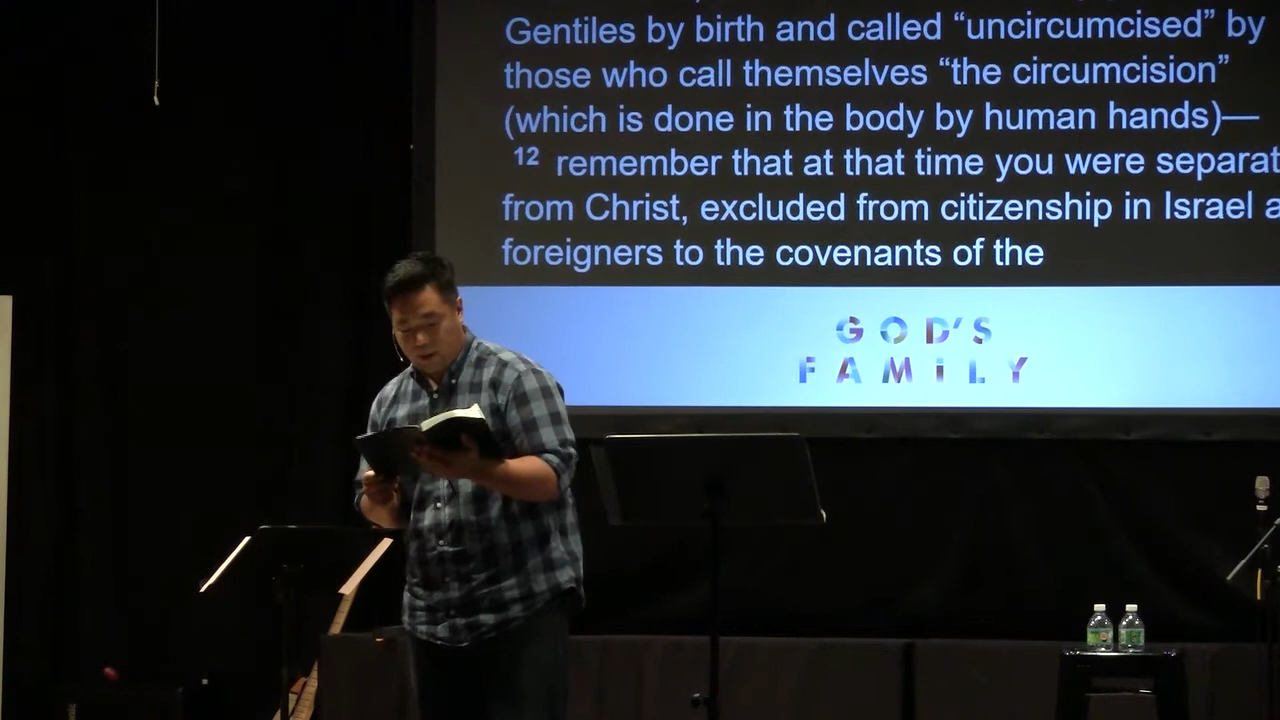 Gentiles by birth and called “uncircumcised” by
those who call themselves “the circumcision”
(which is done in the body by human hands)—
12 remember that at that time you were
from Christ, excluded from citizenship in Israel
foreigners to the covenants of the
GOD’S
FAMiLY